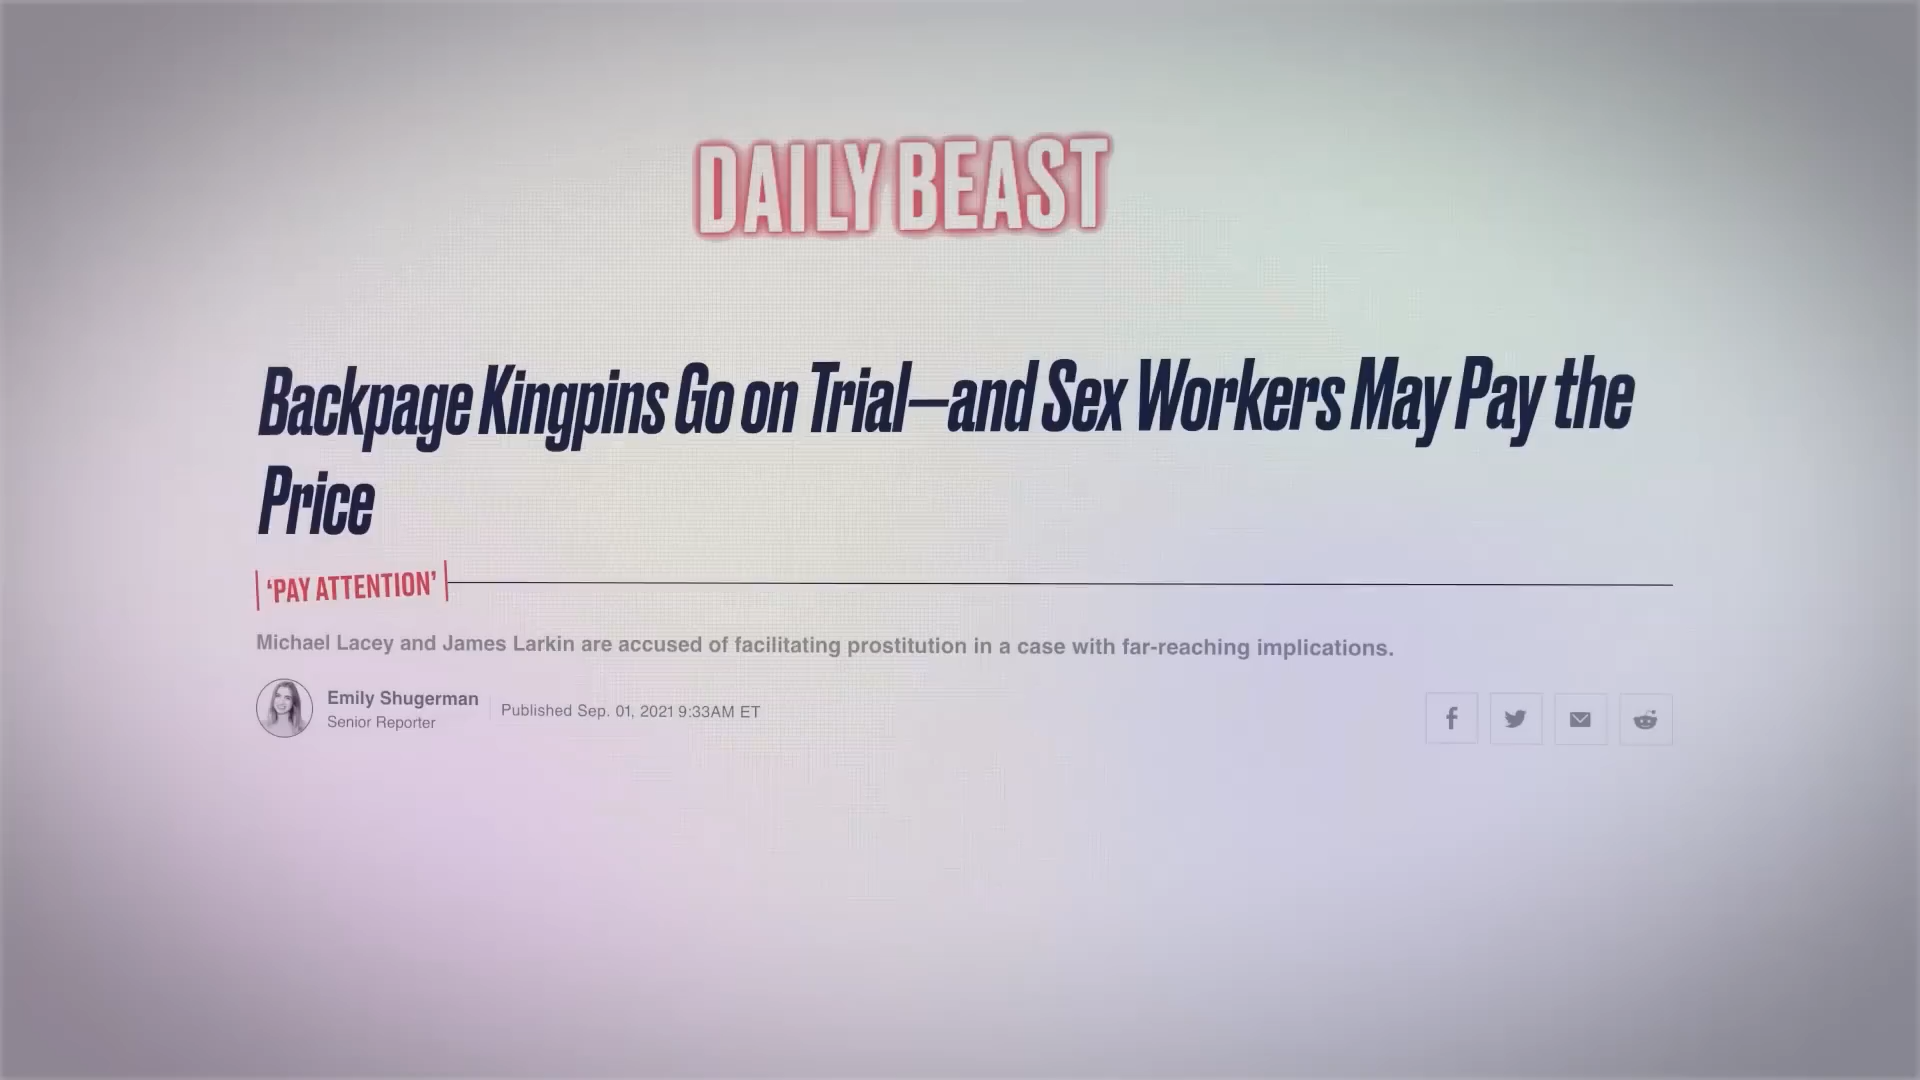 DAILY BEAST
Backpage Kingpins Go on Trial—and Sex Workers May Pay the
Price
'PAY ATTENTION'
Michael Lacey and James Larkin are accused of facilitating prostitution in a case with far-reaching implications.
Emily Shugerman
Senior Reporter
Published Sep. 01, 2021 9:33AM ET